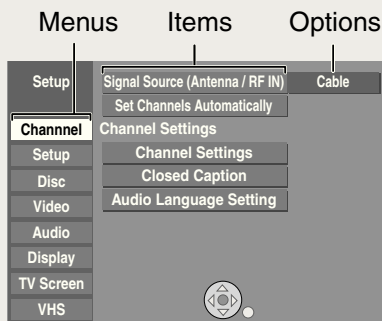 Menus Items Options
Setup Signal Source (Antenna / RF IN) Cable
Set Channels Automatically
Channnel Channel Settings
Setup Channel Settings
Disc Closed Caption
Video Audio Language Setting
Audio
Display
TV Screen
VHS